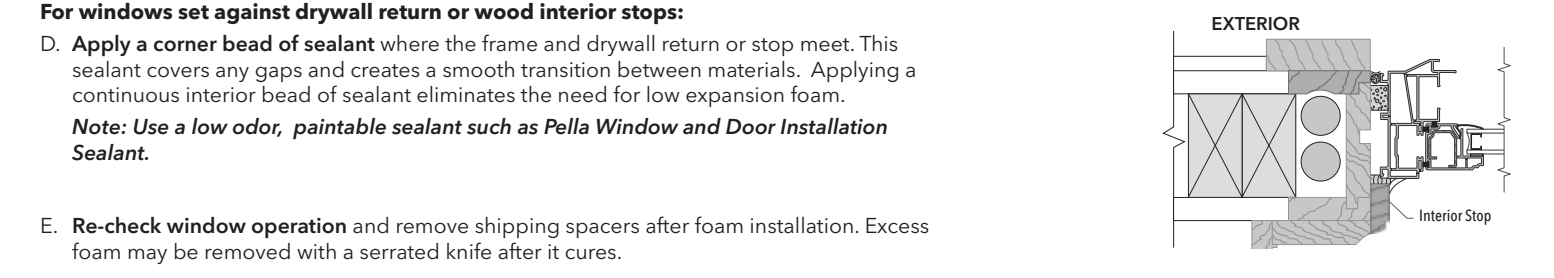 For windows set against drywall return or wood interior stops:
D. Apply a corner bead of sealant where the frame and drywall return or stop meet. This
sealant covers any gaps and creates a smooth transition between materials.  Applying a
continuous interior bead of sealant eliminates the need for low expansion foam.
Note: Use a low odor,  paintable sealant such as Pella Window and Door Installation
Sealant.
E. Re-check window operation and remove shipping spacers after foam installation. Excess
foam may be removed with a serrated knife after it cures.
EXTERIOR
Interior Stop